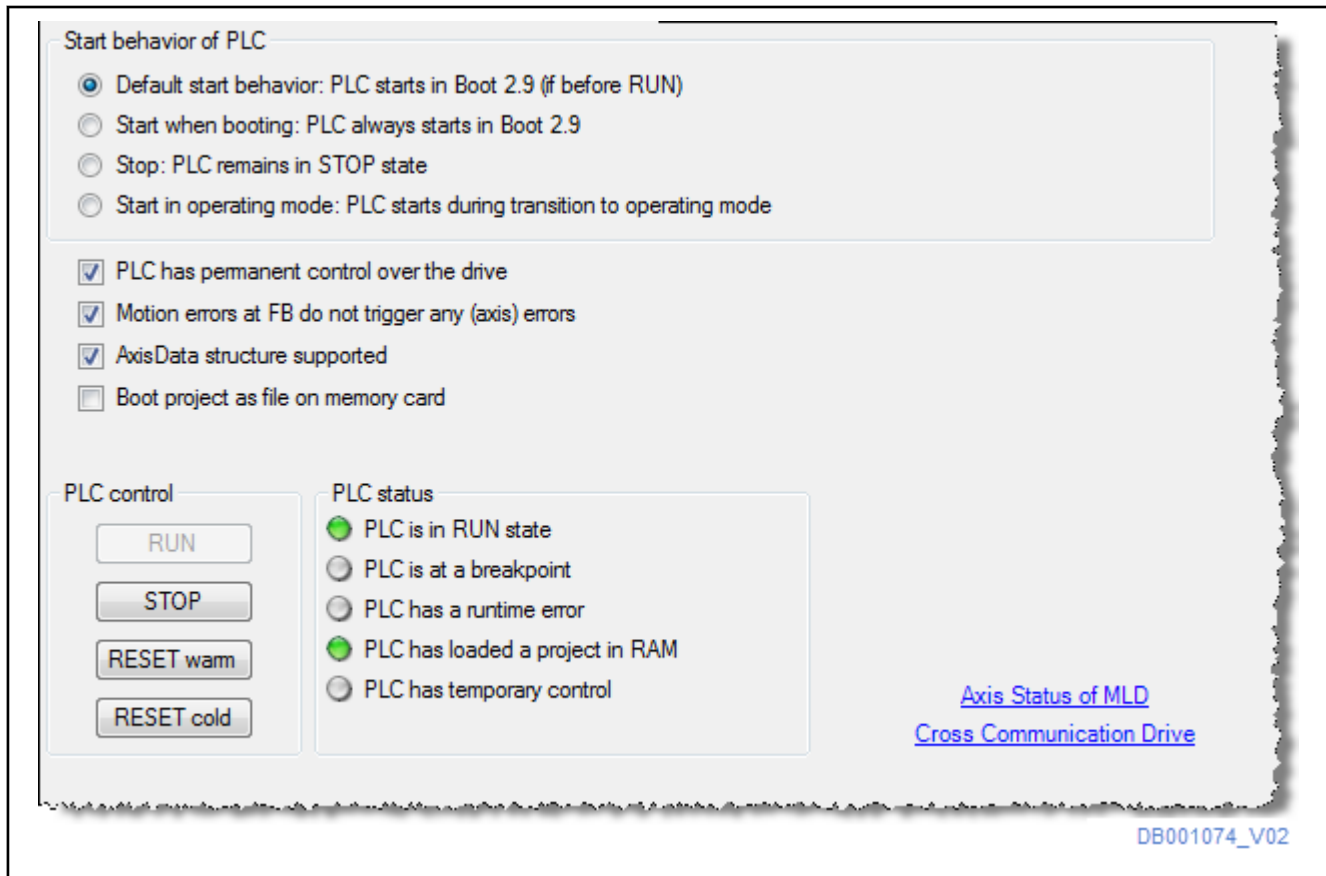 Start behavior of PLC
Default start behavior: PLC starts in Boot 2.9 (if before RUN)
Start when booting: PLC always starts in Boot 2.9
Stop: PLC remains in STOP state
Start in operating mode: PLC starts during transition to operating mode
PLC has permanent control over the drive
Motion errors at FB do not trigger any (axis) errors
AxisData structure supported
Boot project as file on memory card
PLC control
RUN
STOP
RESET warm
RESET cold
PLC status
PLC is in RUN state
PLC is at a breakpoint
PLC has a runtime error
PLC has loaded a project in RAM
PLC has temporary control
Axis Status of MLD
Cross Communication Drive
DB001074_V02